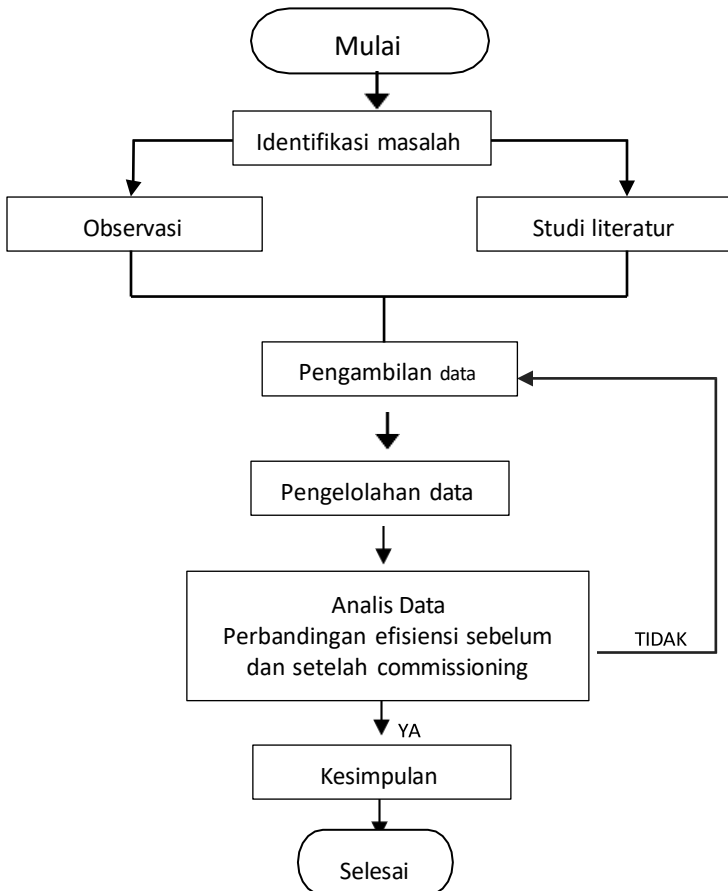 Mulai
Identifikasi masalah
Observasi
Studi literatur
Pengambilan data
Pengelolahan data
Analis Data
Perbandingan efisiensi sebelum
dan setelah commissioning
TIDAK
YA
Kesimpulan
Selesai